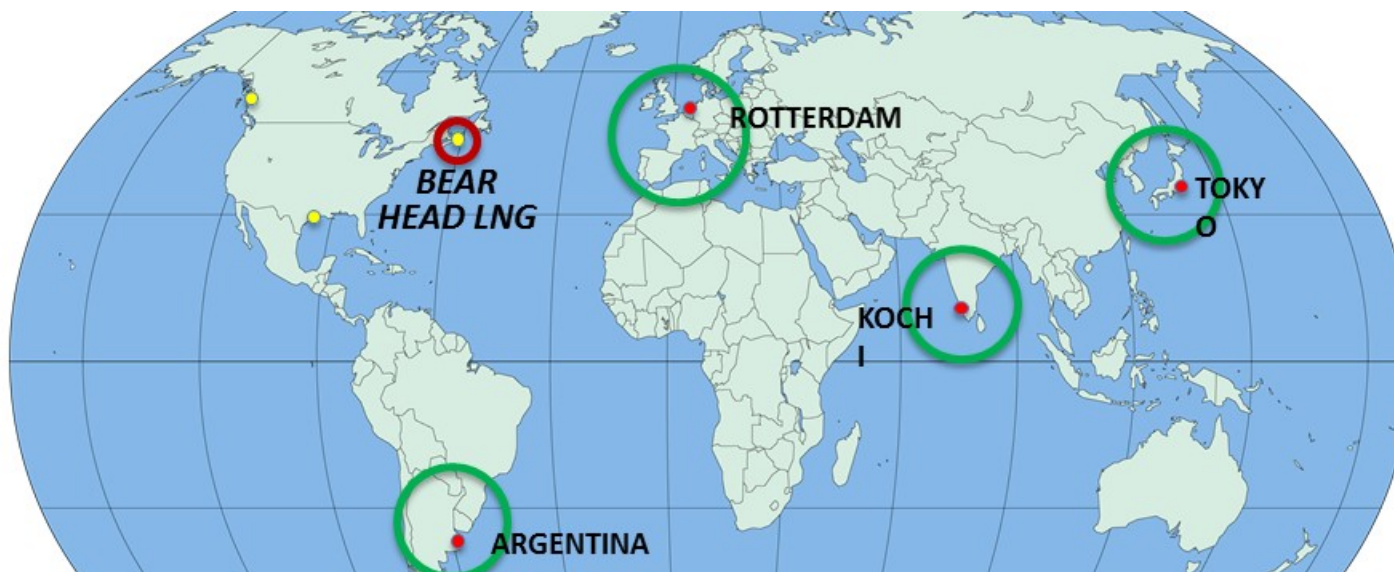 ROTTERDAM
BEAR
HEAD LNG
TOKY
O
KOCH
I
ARGENTINA